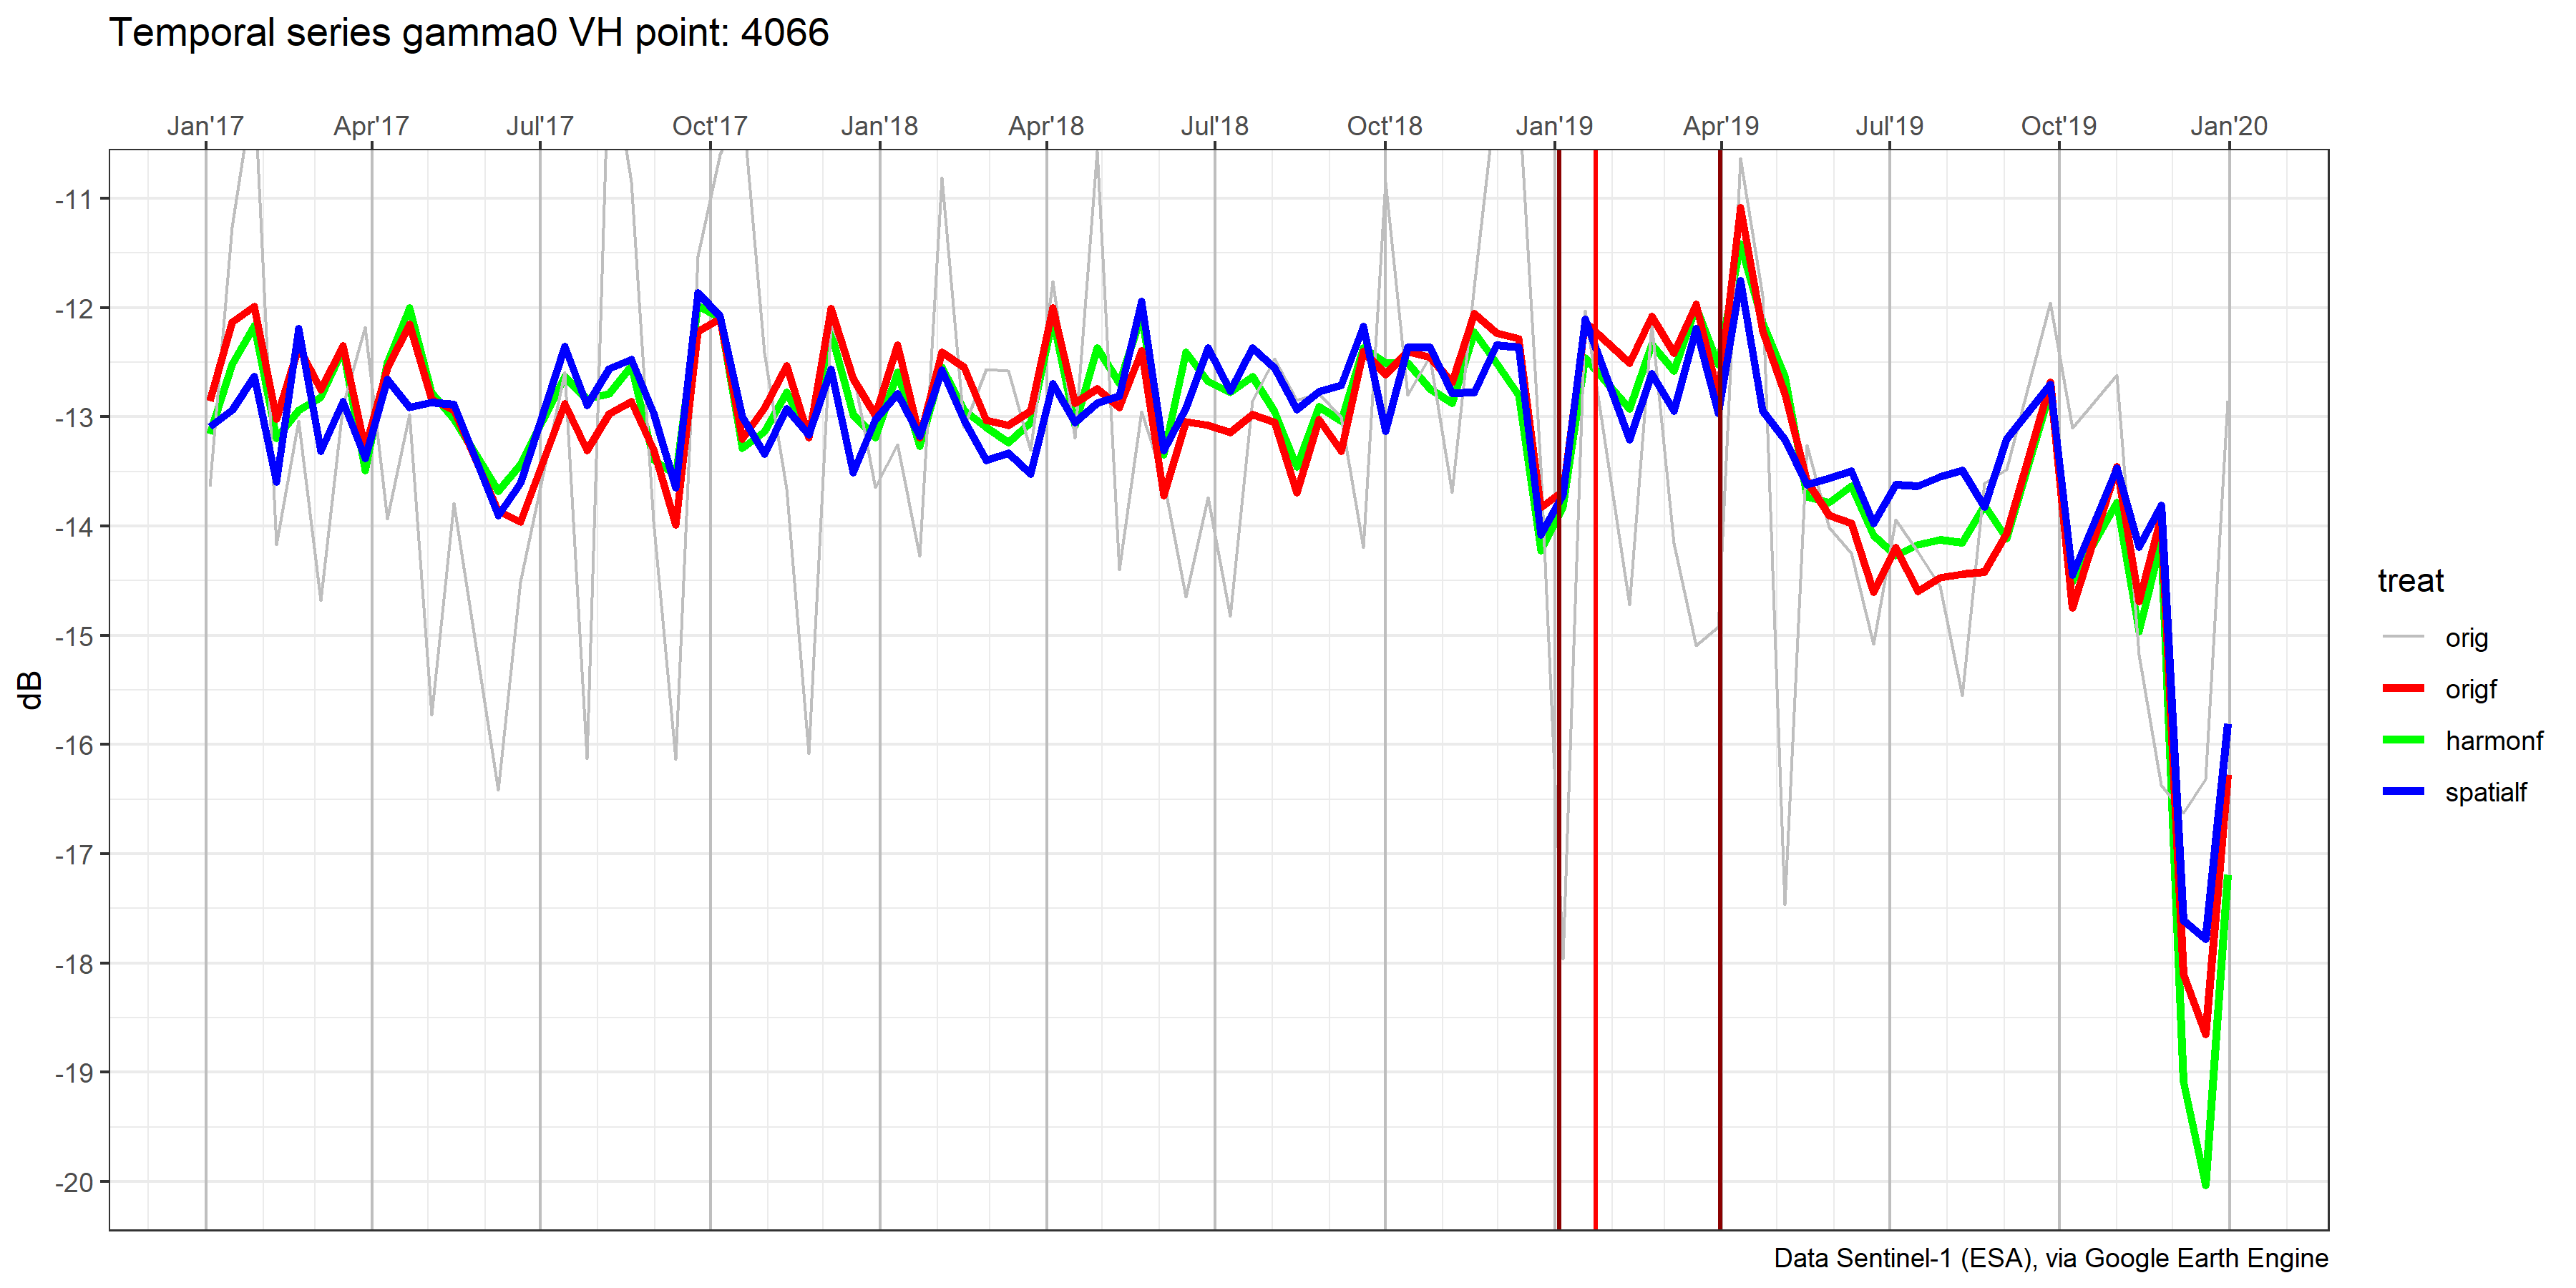 Temporal series gamma0 VH point: 4066
Jan'17 Apr'17 Jul'17 Oct'17 Jan'18 Apr'18 Jul'18 Oct'18 Jan'19 Apr'19 Jul'19 Oct'19 Jan'20
-11
-12
-13
-14
-15
-16
-17
-18
-19
-20
dB
treat
orig
origf
harmonf
spatialf
Data Sentinel-1 (ESA), via Google Earth Engine